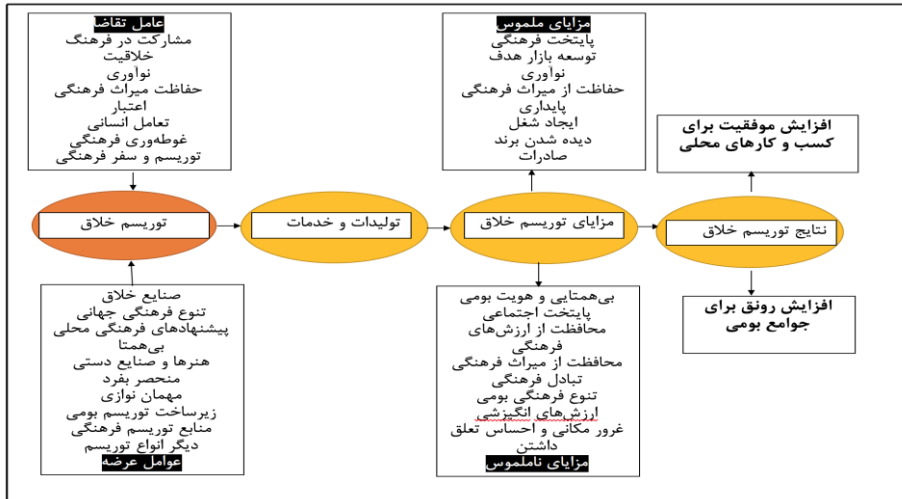 عامل تقاضا
مشارکت در فرهنگ
خلاقیت
نوآوری
حفاظت میراث فرهنگی
اعتبار
تعامل انسانی
غوطه‌وری فرهنگی
توریسم و سفر فرهنگی
مزایای ملموس
پایتخت فرهنگی
توسعه بازار هدف
نوآوری
حفاظت از میراث فرهنگی
پایداری
ایجاد شغل
دیده شدن برند
صادرات
افزایش موفقیت برای
کسب و کارهای محلی
توریسم خلاق
تولیدات و خدمات
مزایای توریسم خلاق
نتایج توریسم خلاق
صنایع خلاق
تنوع فرهنگی جهانی
پیشنهادهای فرهنگی محلی
بی‌همتا
هنرها و صنایع دستی
منحصر بفرد
مهمان نوازی
زیرساخت توریسم بومی
منابع توریسم فرهنگی
دیگر انواع توریسم
عوامل عرضه
بی‌همتایی و هویت بومی
پایتخت اجتماعی
محافظت از ارزش‌های
فرهنگی
محافظت از میراث فرهنگی
تبادل فرهنگی
تنوع فرهنگی بومی
ارزش‌های انگیزشی
غرور مکانی و احساس تعلق
داشتن
مزایای ناملموس
افزایش رونق برای
جوامع بومی